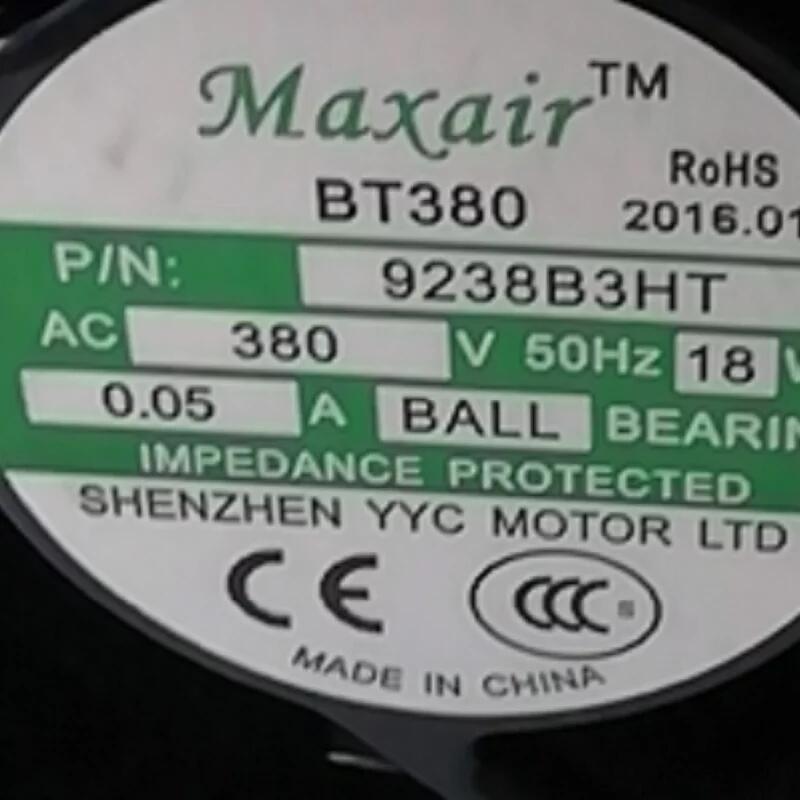 Maxair™
RoHS
BT380
2016.01
P/N: 9238B3HT
AC 380 V 50Hz 18
0.05 A BALL BEARIN
IMPEDANCE PROTECTED
SHENZHEN YYC MOTOR LTD
CE CCC S
MADE IN CHINA